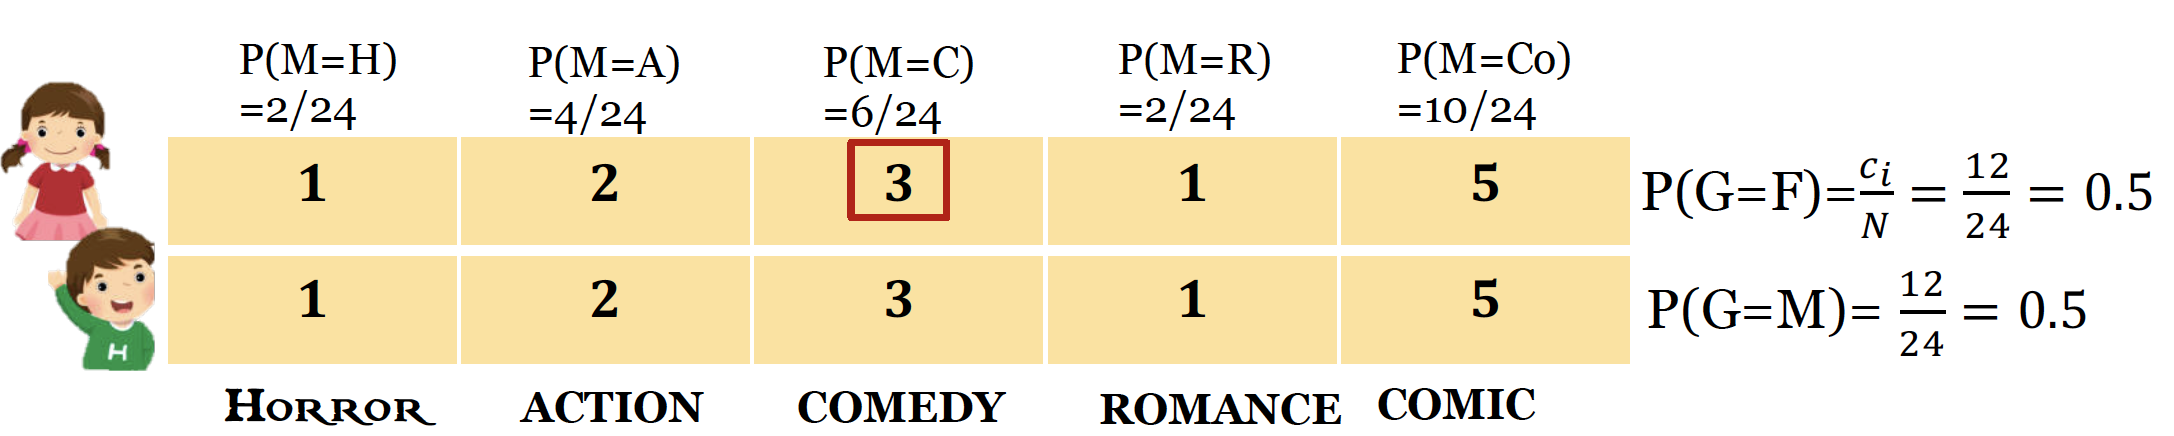 P(M=H) P(M=A) P(M=C) P(M=R) P(M=Co)
=2/24 =4/24 =6/24 =2/24 =10/24
1 2 3 1 5 P(G=F)=\frac{c_i}{N} = \frac{12}{24} = 0.5
1 2 3 1 5 P(G=M)= \frac{12}{24} = 0.5
HORROR ACTION COMEDY ROMANCE COMIC
H